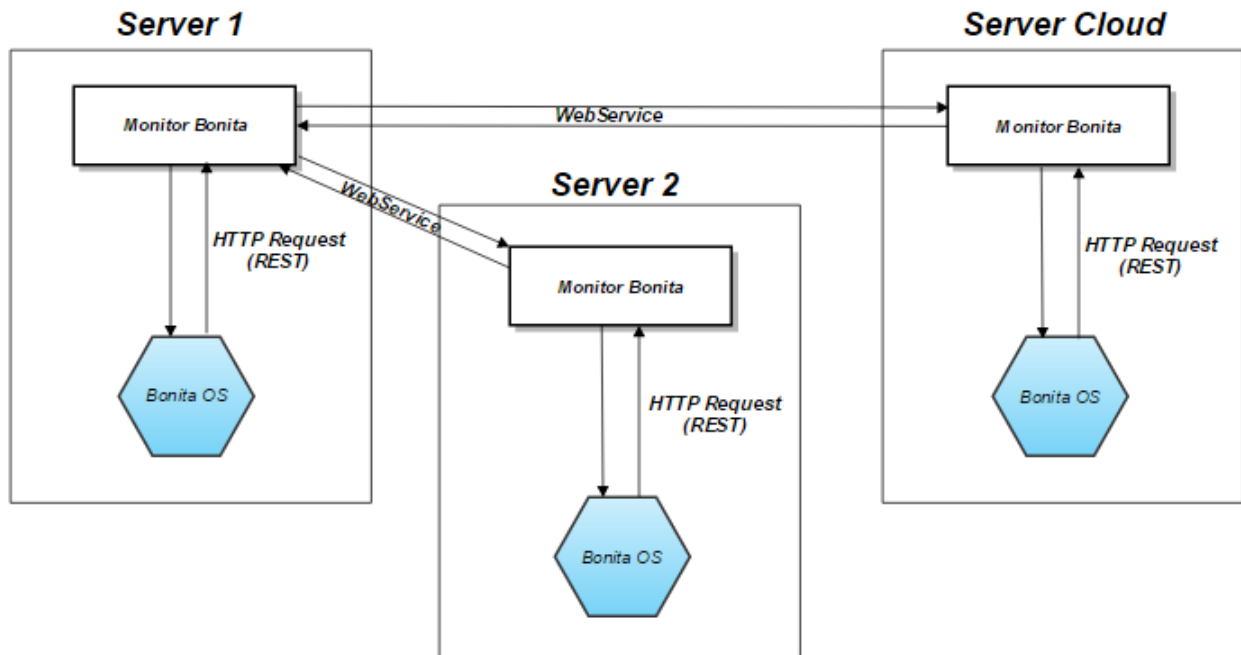 Server 1
Server Cloud
Monitor Bonita
WebService
Monitor Bonita
WebService
Server 2
HTTP Request
(REST)
HTTP Request
(REST)
Monitor Bonita
Bonita OS
Bonita OS
HTTP Request
(REST)
Bonita OS